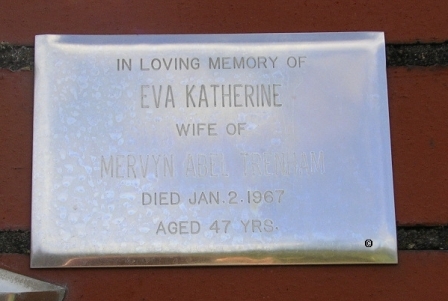 IN LOVING MEMORY OF
EVA KATHERINE
WIFE OF
MERVYN
DIED JAN. 2. 1967
AGED 47 YRS.